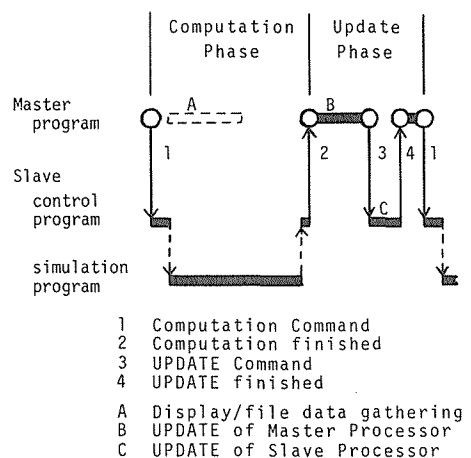 Computation Phase
Update Phase
Master program
A
B
1
2
3
4
1
Slave
control program
C
simulation program
1 Computation Command
2 Computation finished
3 UPDATE Command
4 UPDATE finished
A Display/file data gathering
B UPDATE of Master Processor
C UPDATE of Slave Processor